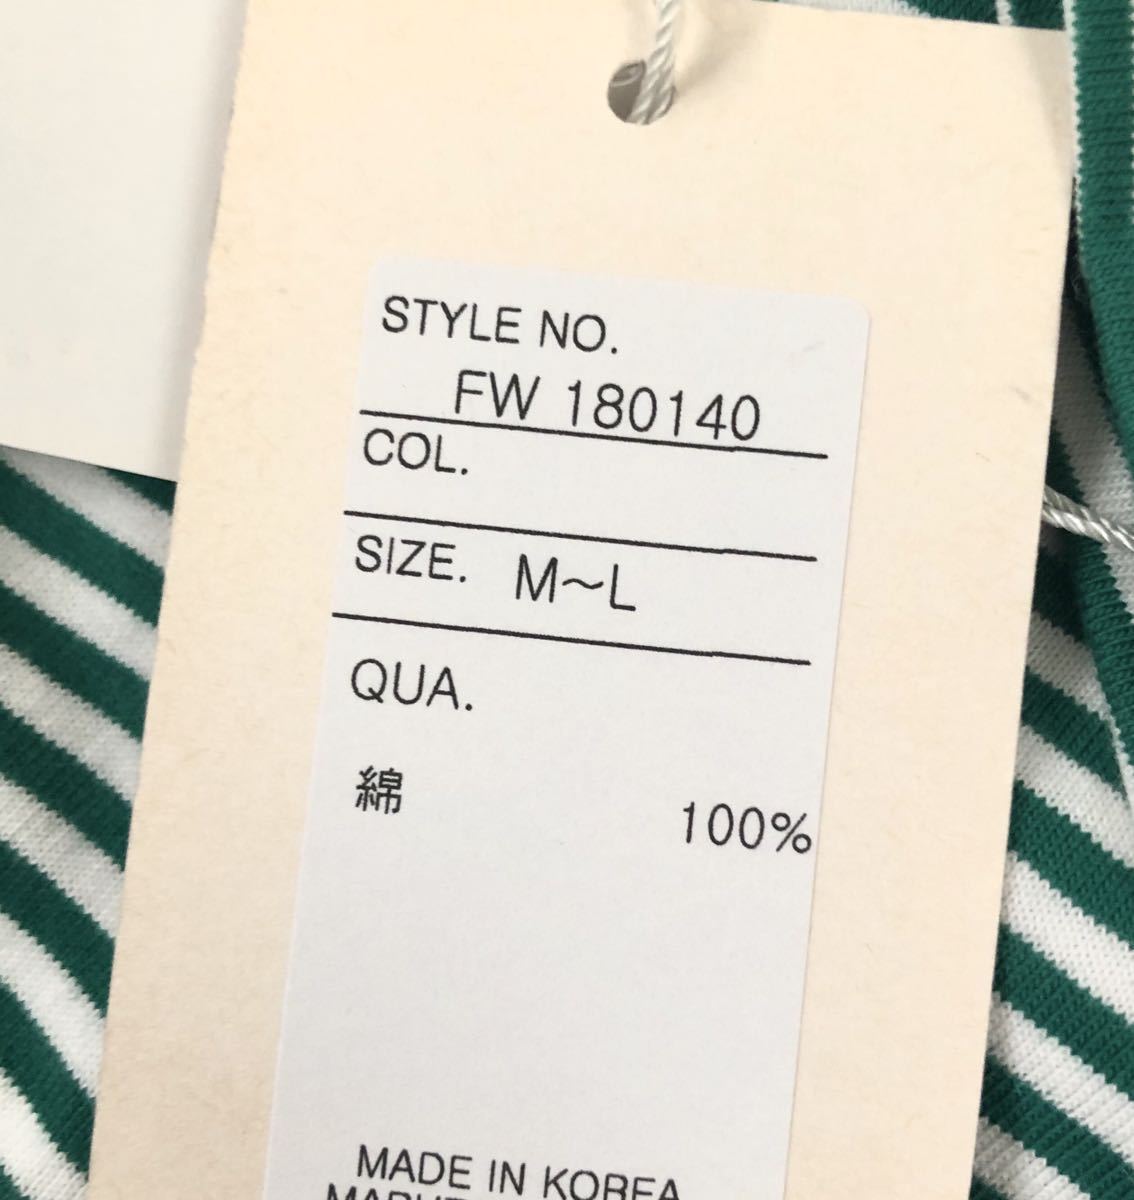 STYLE NO.
FW 180140
COL.
SIZE. M～L
QUA.
綿 100%
MADE IN KOREA